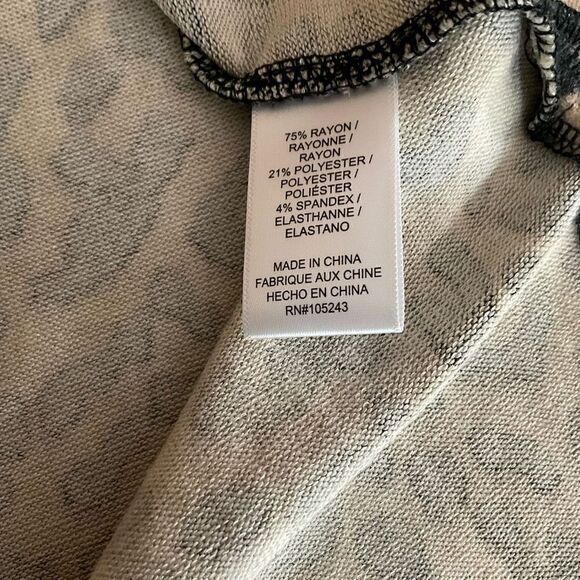 75% RAYON /
RAYONNE /
RAYON
21% POLYESTER /
POLYESTER /
POLIÉSTER
4% SPANDEX /
ELASTHANNE /
ELASTANO
MADE IN CHINA
FABRIQUE AUX CHINE
HECHO EN CHINA
RN#105243